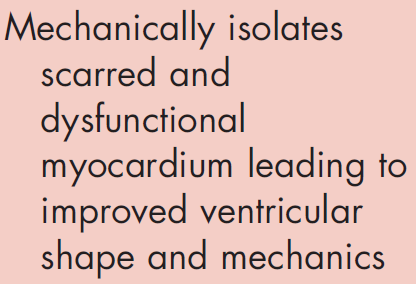 Mechanically isolates
scarred and
dysfunctional
myocardium leading to
improved ventricular
shape and mechanics